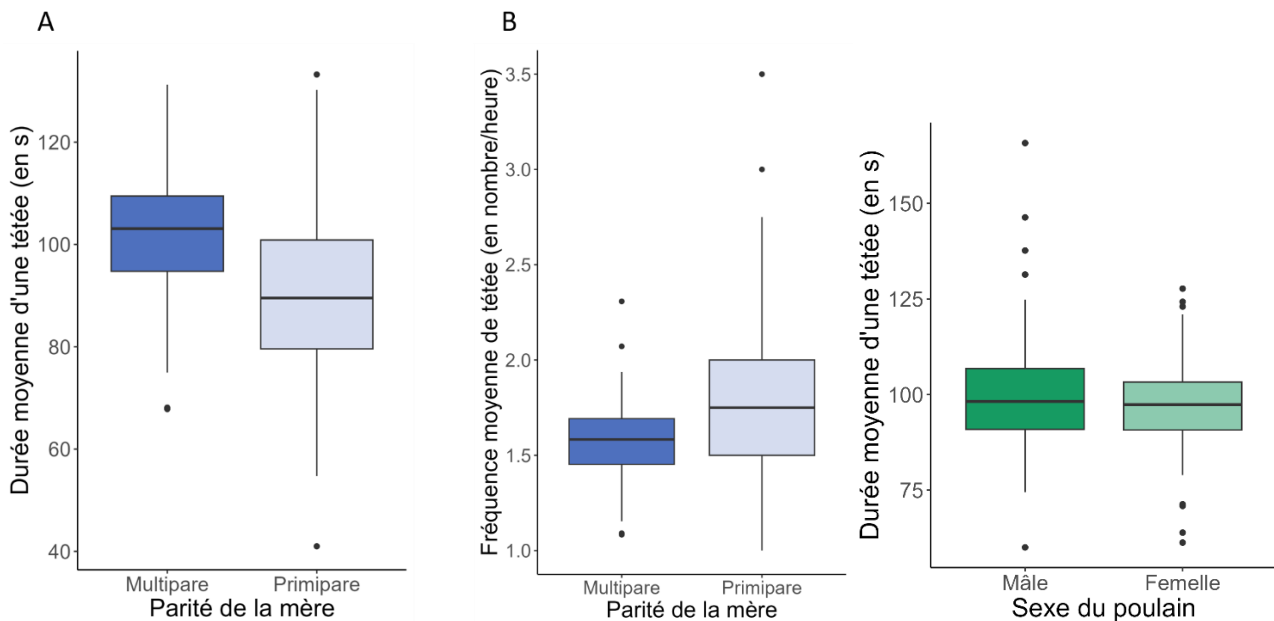 A
Durée moyenne d'une tétée (en s)
120
100
80
60
40
Multipare Primipare
Parité de la mère
B
Fréquence moyenne de tétée (en nombre/heure)
3.5
3.0
2.5
2.0
1.5
1.0
Multipare Primipare
Parité de la mère
Durée moyenne d'une tétée (en s)
150
125
100
75
Mâle Femelle
Sexe du poulain